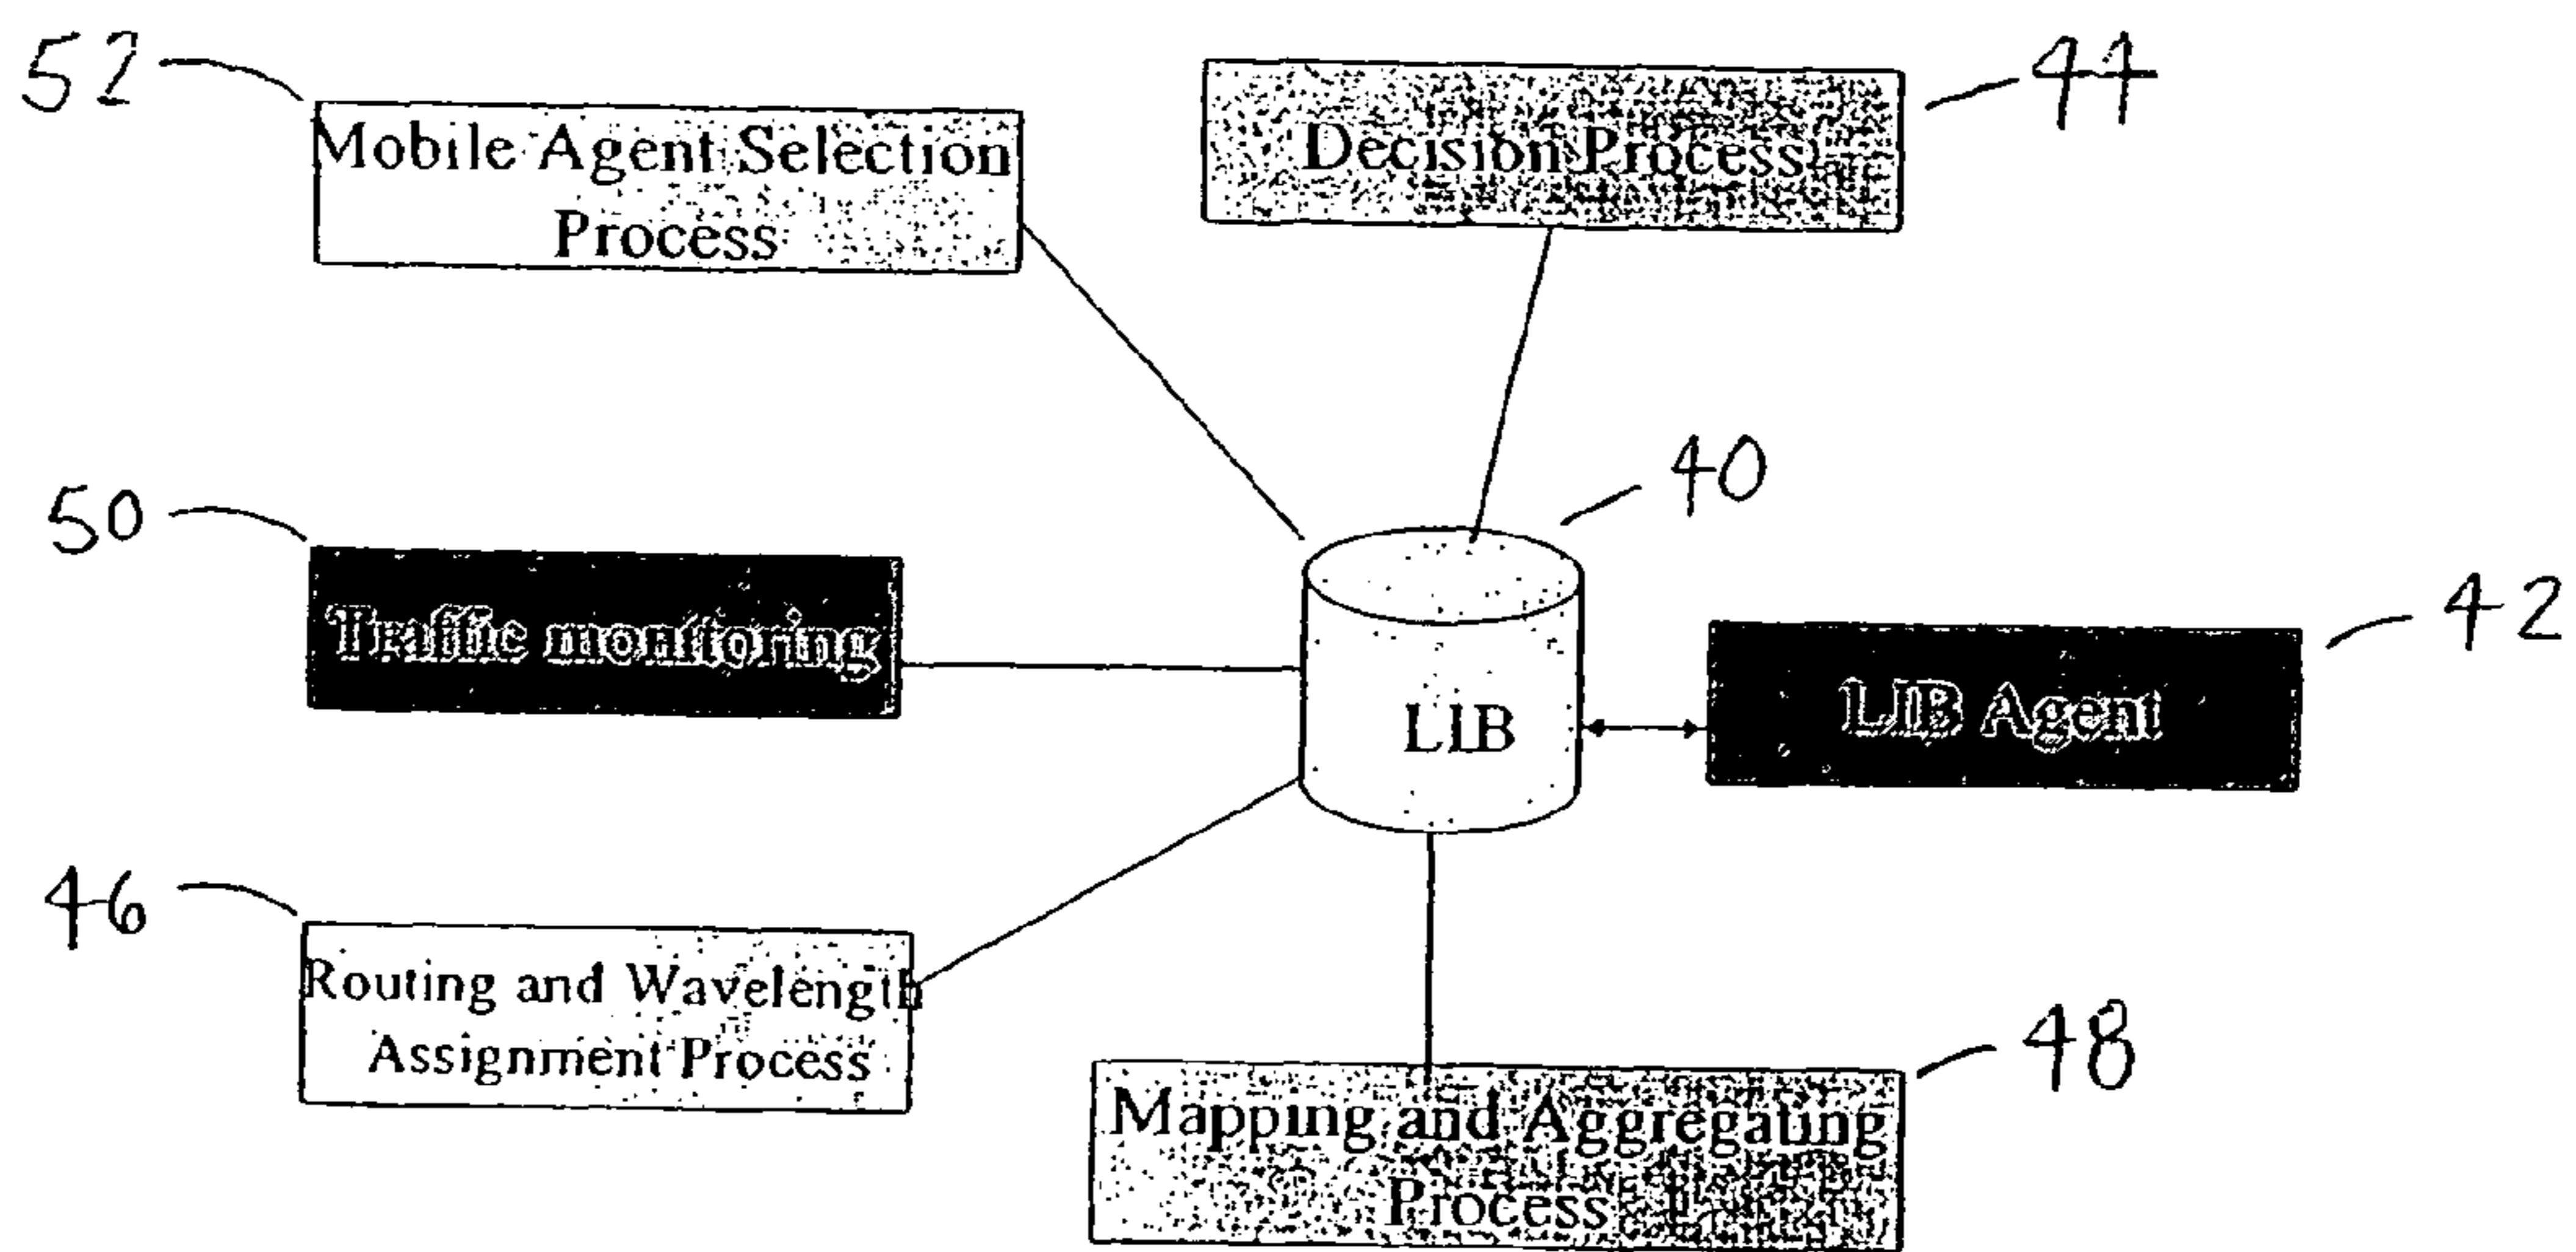 52
Mobile Agent Selection
Process
44
Decision Process
50
Traffic monitoring
40
LIB
42
LIB Agent
46
Routing and Wavelength
Assignment Process
48
Mapping and Aggregating
Process